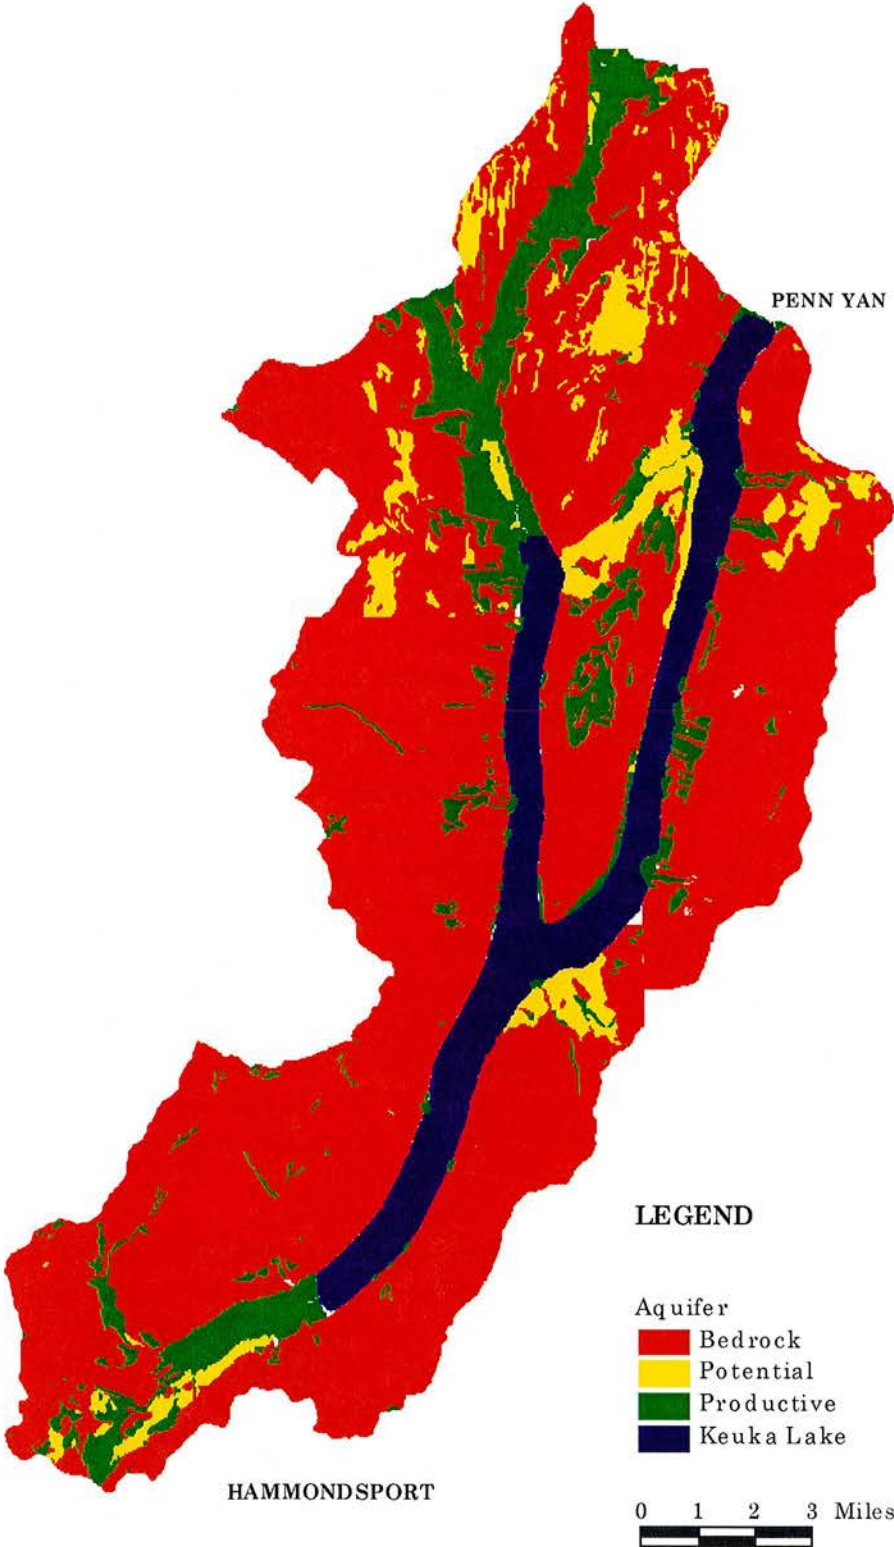 PENN YAN
LEGEND
Aquifer
Bedrock
Potential
Productive
Keuka Lake
HAMMONDSPORT
0 1 2 3 Miles